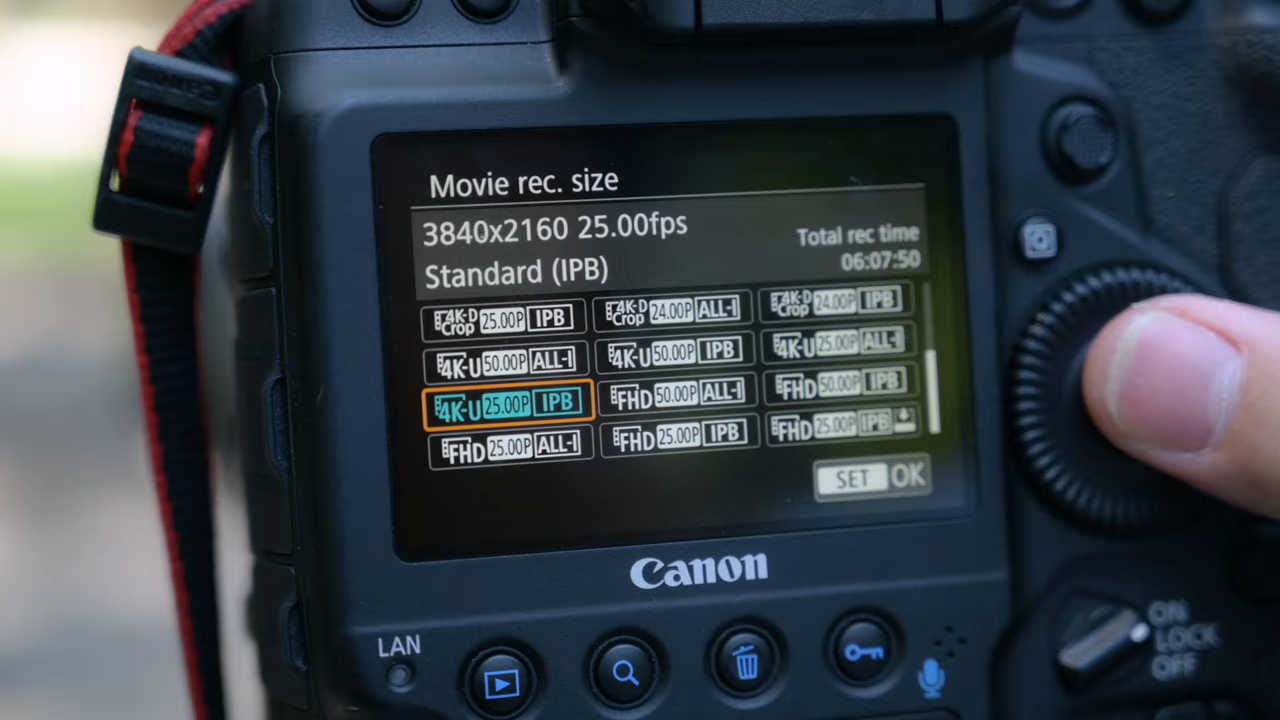 Movie rec. size
3840x2160 25.00fps
Total rec time
Standard (IPB)
06:07:50
4K-D Crop 25.00P IPB
4K-D Crop 24.00P ALL-I
4K-D Crop 24.00P IPB
4K-U 50.00P ALL-I
4K-U 50.00P IPB
4K-U 25.00P ALL-I
4K-U 25.00P IPB
FHD 50.00P ALL-I
FHD 50.00P IPB
FHD 25.00P ALL-I
FHD 25.00P IPB
FHD 25.00P IPB
SET OK
Canon
LAN
ON
LOCK
OFF